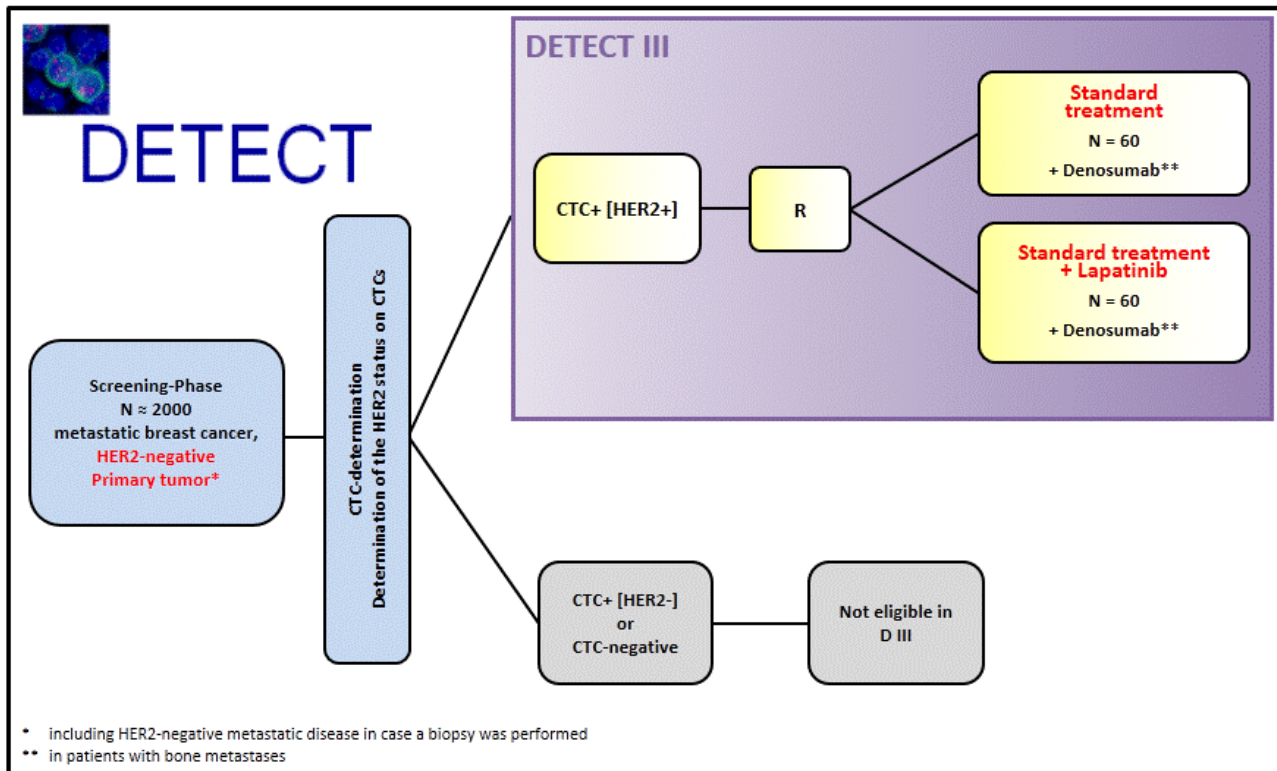 DETECT
DETECT III
Screening-Phase
N ≈ 2000
metastatic breast cancer,
HER2-negative
Primary tumor*
CTC-determination
Determination of the HER2 status on CTCs
CTC+ [HER2+]
R
Standard
treatment
N = 60
+ Denosumab**
Standard treatment
+ Lapatinib
N = 60
+ Denosumab**
CTC+ [HER2-]
or
CTC-negative
Not eligible in
D III
* including HER2-negative metastatic disease in case a biopsy was performed
** in patients with bone metastases